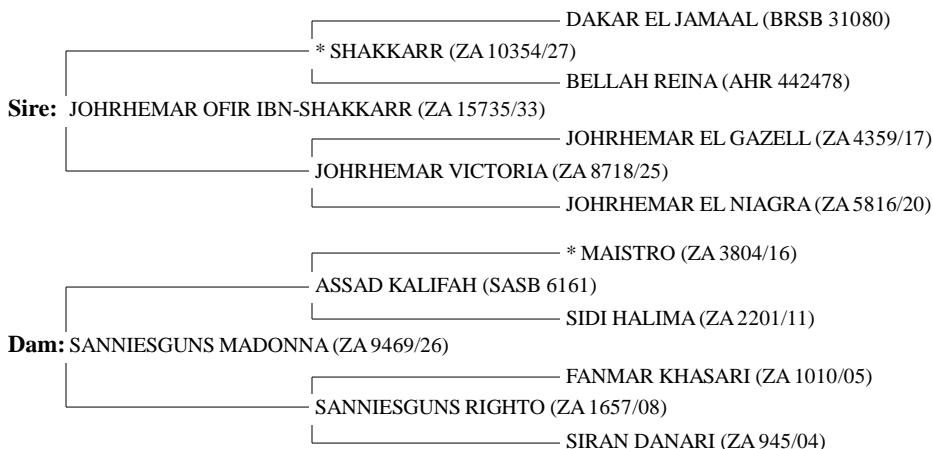 DAKAR EL JAMAAL (BRSB 31080)
* SHAKKARR (ZA 10354/27)
BELLAH REINA (AHR 442478)
Sire: JOHRHEMAR OFIR IBN-SHAKKARR (ZA 15735/33)
JOHRHEMAR EL GAZELL (ZA 4359/17)
JOHRHEMAR VICTORIA (ZA 8718/25)
JOHRHEMAR EL NIAGRA (ZA 5816/20)
* MAISTRO (ZA 3804/16)
ASSAD KALIFAH (SASB 6161)
SIDI HALIMA (ZA 2201/11)
Dam: SANNIESGUNS MADONNA (ZA 9469/26)
FANMAR KHASARI (ZA 1010/05)
SANNIESGUNS RIGHTO (ZA 1657/08)
SIRAN DANARI (ZA 945/04)